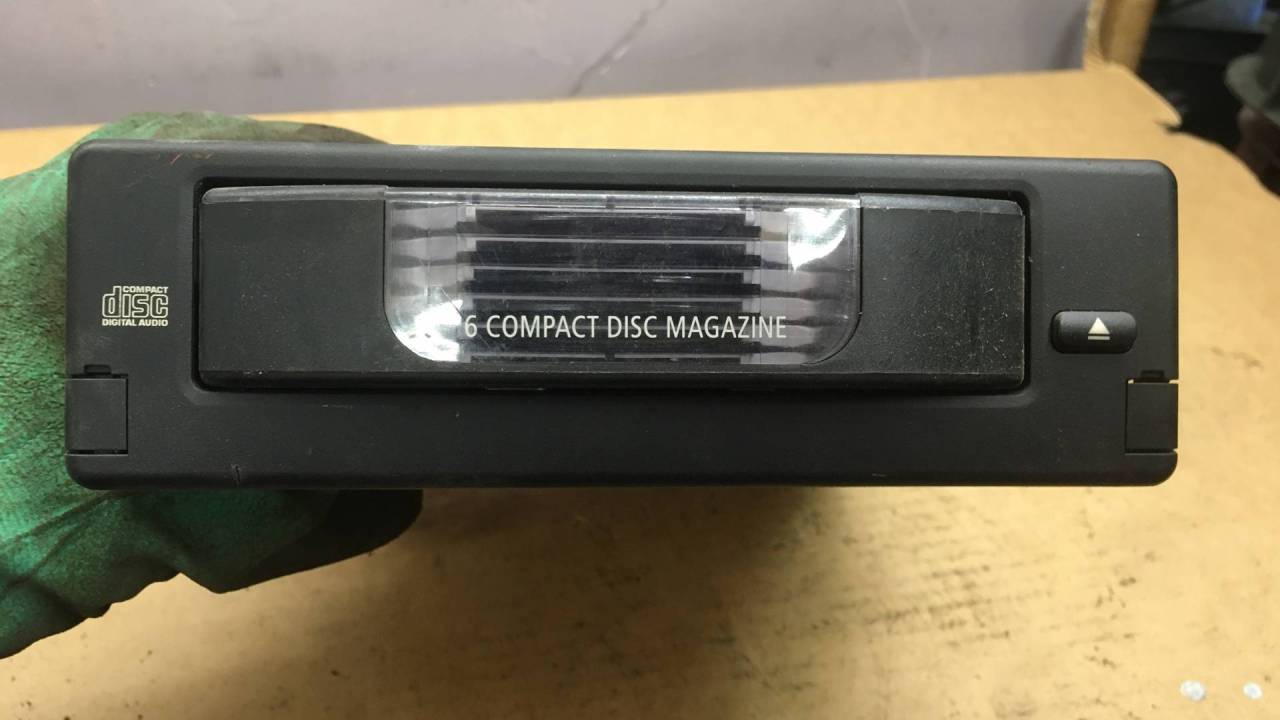 COMPACT
disc
DIGITAL AUDIO
6 COMPACT DISC MAGAZINE